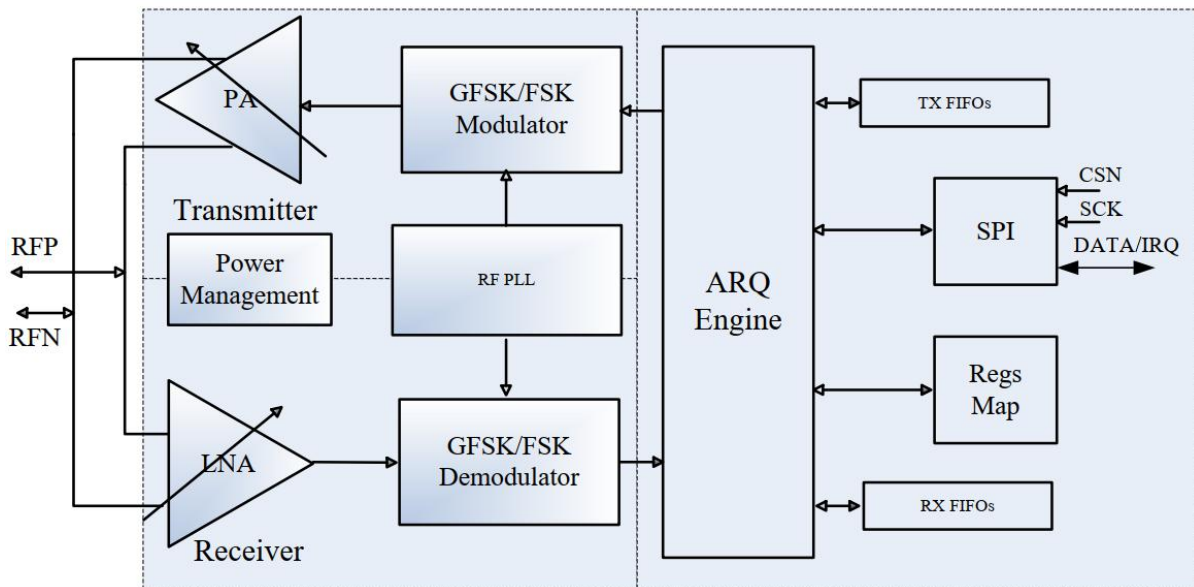 PA
GFSK/FSK
Modulator
TX FIFOs
Transmitter
CSN
SCK
SPI
DATA/IRQ
RFP
Power
Management
RF PLL
ARQ
Engine
RFN
Regs
Map
LNA
GFSK/FSK
Demodulator
RX FIFOs
Receiver